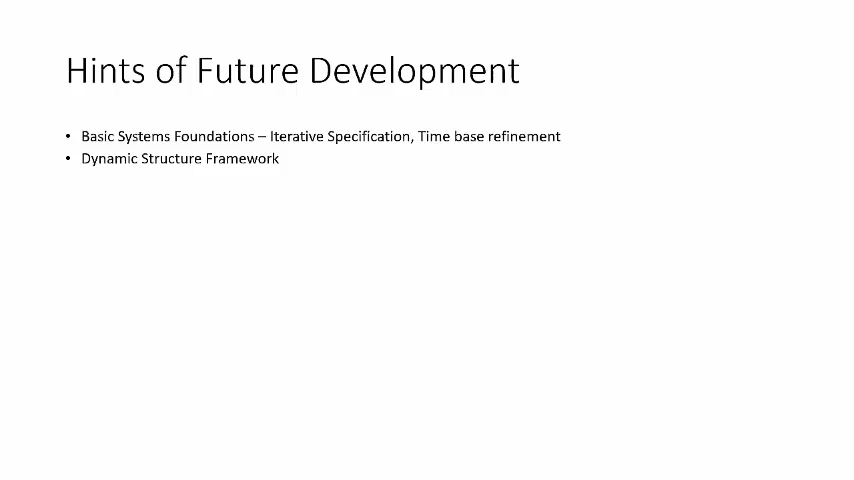 Hints of Future Development
• Basic Systems Foundations – Iterative Specification, Time base refinement
• Dynamic Structure Framework